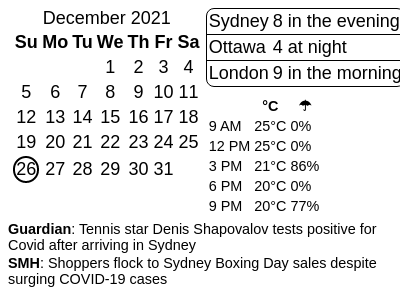 December 2021
Su Mo Tu We Th Fr Sa
1 2 3 4
5 6 7 8 9 10 11
12 13 14 15 16 17 18
19 20 21 22 23 24 25
26 27 28 29 30 31
Sydney 8 in the evening
Ottawa 4 at night
London 9 in the morning
°C ☂
9 AM 25°C 0%
12 PM 25°C 0%
3 PM 21°C 86%
6 PM 20°C 0%
9 PM 20°C 77%
Guardian: Tennis star Denis Shapovalov tests positive for
Covid after arriving in Sydney
SMH: Shoppers flock to Sydney Boxing Day sales despite
surging COVID-19 cases